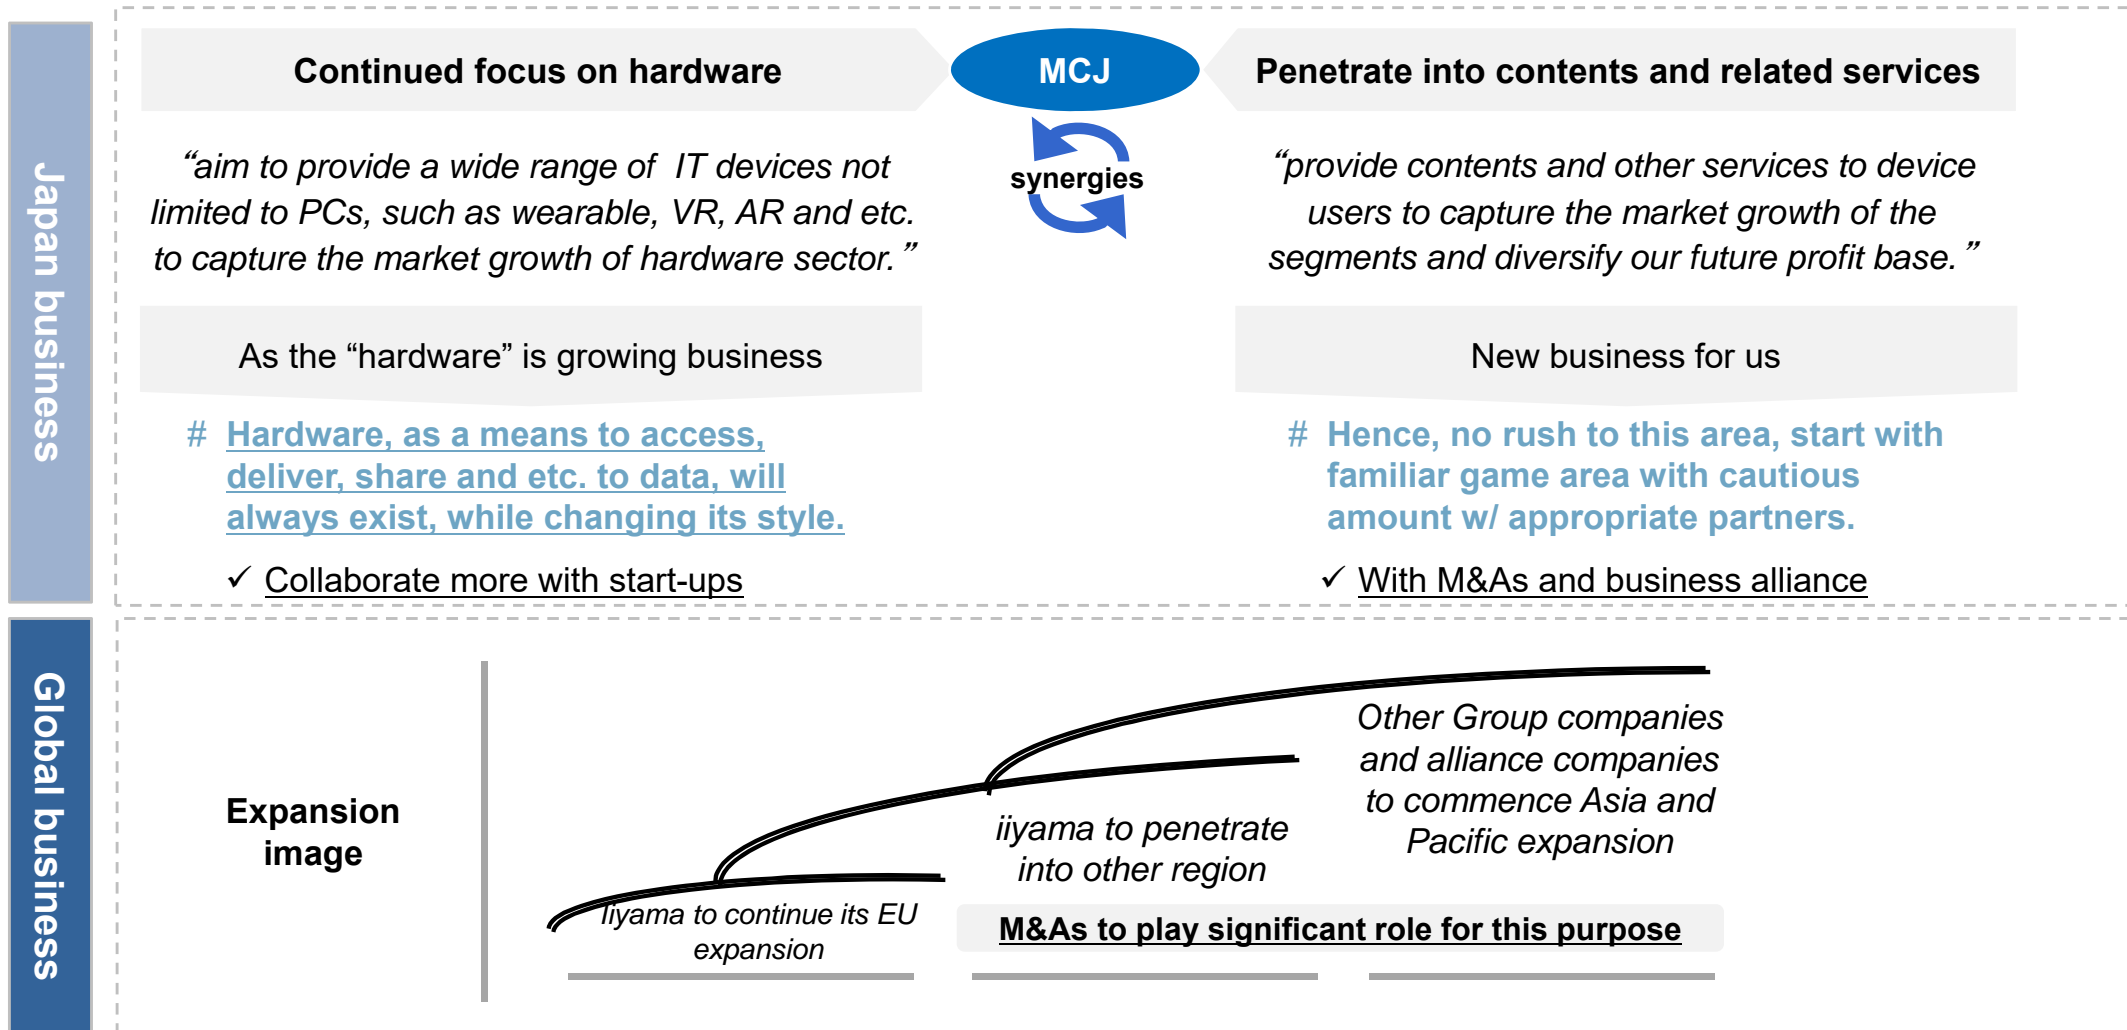 Japan business
Continued focus on hardware
MCJ
Penetrate into contents and related services
“aim to provide a wide range of IT devices not
limited to PCs, such as wearable, VR, AR and etc.
to capture the market growth of hardware sector.”
synergies
“provide contents and other services to device
users to capture the market growth of the
segments and diversify our future profit base.”
As the “hardware” is growing business
New business for us
# Hardware, as a means to access,
deliver, share and etc. to data, will
always exist, while changing its style.
✓ Collaborate more with start-ups
# Hence, no rush to this area, start with
familiar game area with cautious
amount w/ appropriate partners.
✓ With M&As and business alliance
Global business
Expansion
image
Iiyama to continue its EU
expansion
iiyama to penetrate
into other region
Other Group companies
and alliance companies
to commence Asia and
Pacific expansion
M&As to play significant role for this purpose